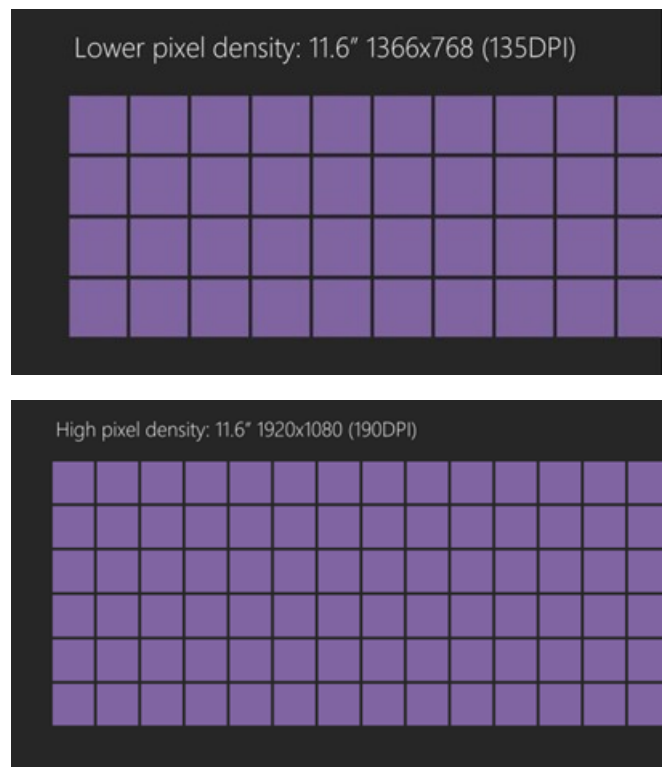 Lower pixel density: 11.6″ 1366x768 (135DPI)
High pixel density: 11.6″ 1920x1080 (190DPI)